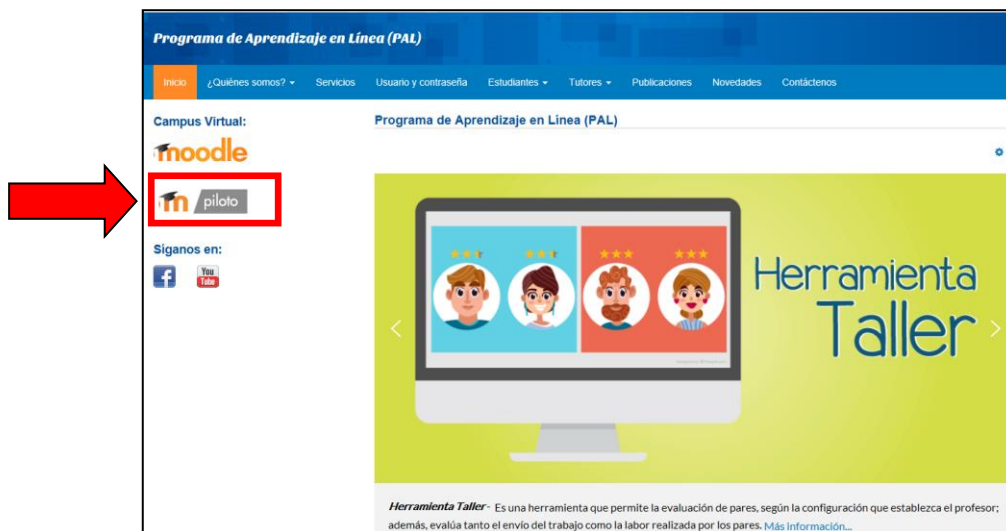 Programa de Aprendizaje en Línea (PAL)
Inicio ¿Quiénes somos? Servicios Usuario y contraseña Estudiantes Tutores Publicaciones Novedades Contáctenos
Campus Virtual:
moodle
m piloto
Siganos en:
f You Tube
Programa de Aprendizaje en Línea (PAL)
Herramienta
Taller
Herramienta Taller- Es una herramienta que permite la evaluación de pares, según la configuración que establezca el profesor;
además, evalúa tanto el envío del trabajo como la labor realizada por los pares. Más información...